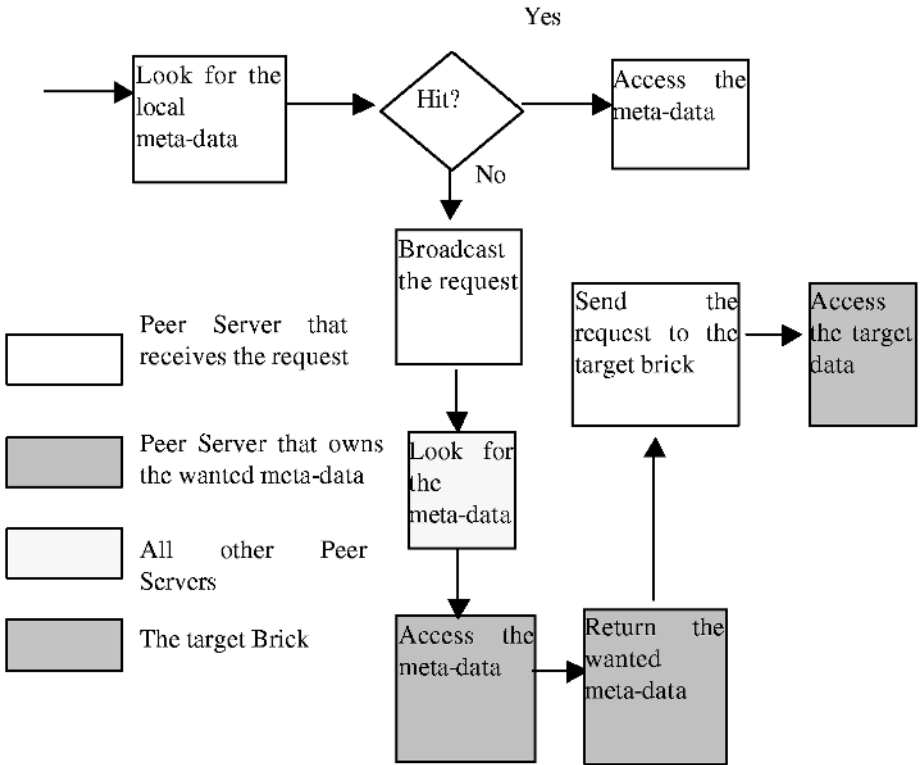 Yes
Look for the
local
meta-data
Hit?
Access the
meta-data
No
Broadcast
the request
Send the
request to the
target brick
Access
the target
data
Peer Server that
receives the request
Peer Server that owns
the wanted meta-data
Look for
the
meta-data
All other Peer
Servers
The target Brick
Access the
meta-data
Return the
wanted
meta-data